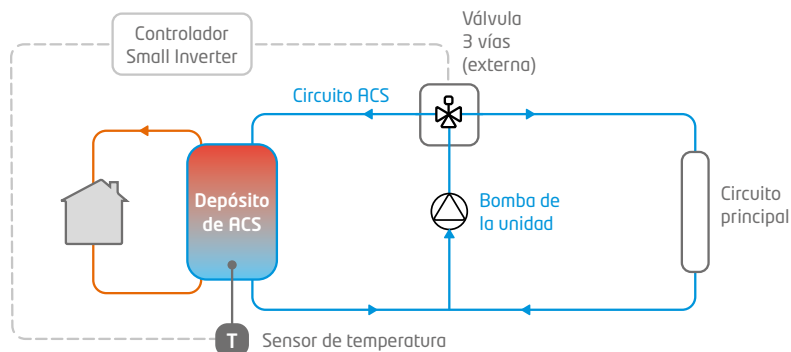 Controlador
Small Inverter
Válvula
3 vías
(externa)
Circuito ACS
Depósito
de ACS
Bomba de
la unidad
Circuito
principal
T
Sensor de temperatura